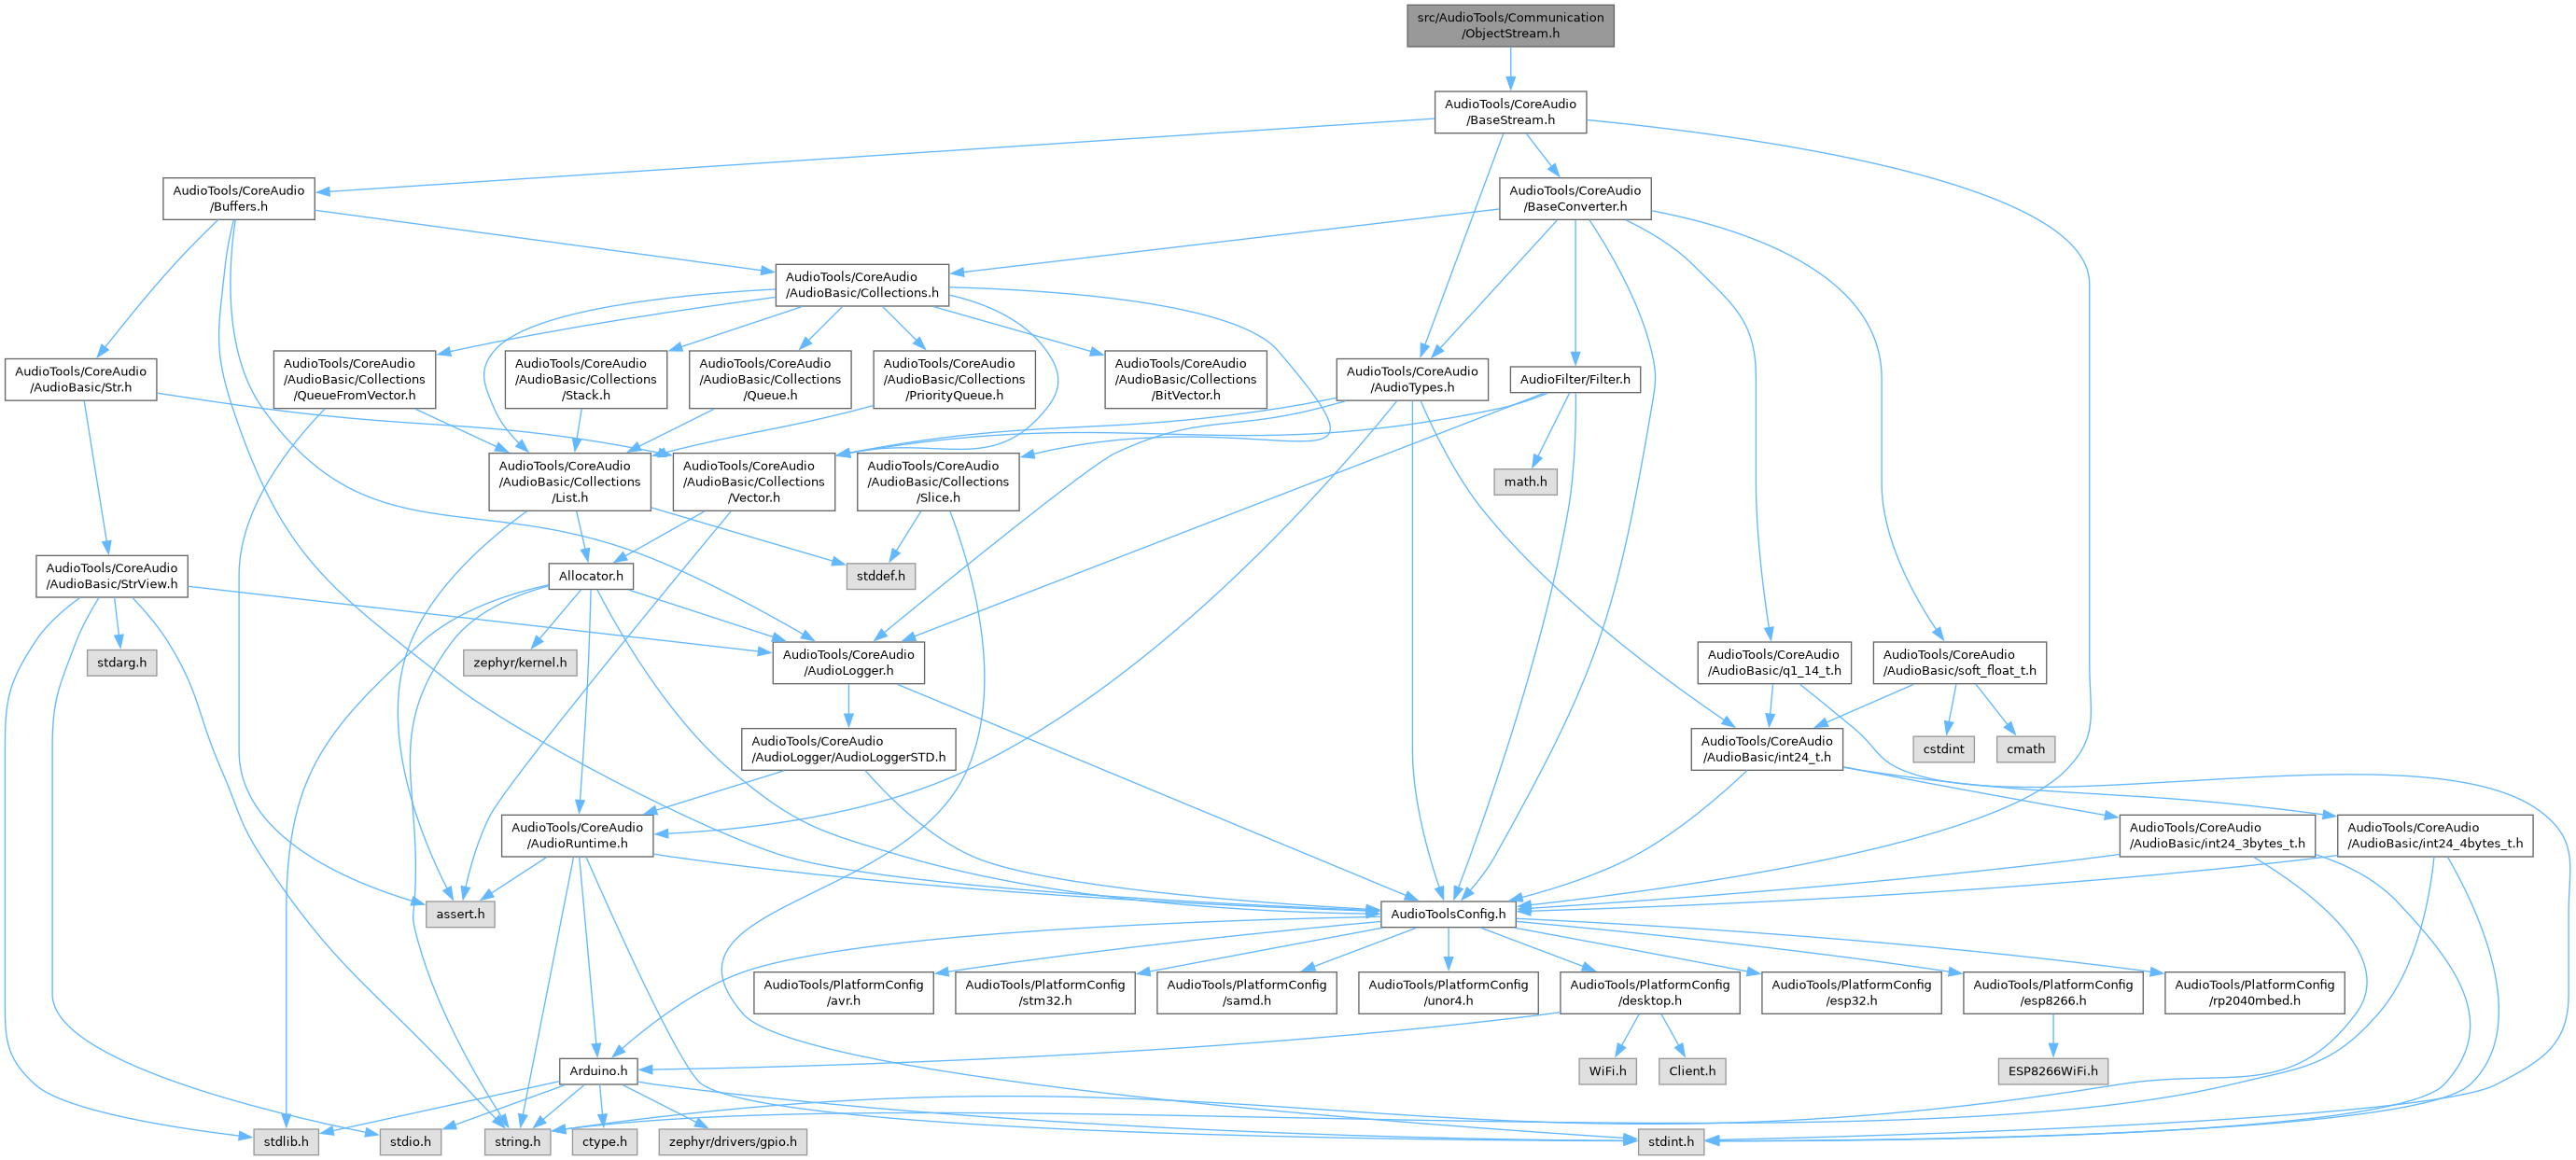 src/AudioTools/Communication
/ObjectStream.h
AudioTools/CoreAudio
/BaseStream.h
AudioTools/CoreAudio
/Buffers.h
AudioTools/CoreAudio
/BaseConverter.h
AudioTools/CoreAudio
/AudioBasic/Collections.h
AudioTools/CoreAudio
/AudioBasic/Str.h
AudioTools/CoreAudio
/AudioBasic/Collections
/QueueFromVector.h
AudioTools/CoreAudio
/AudioBasic/Collections
/Stack.h
AudioTools/CoreAudio
/AudioBasic/Collections
/Queue.h
AudioTools/CoreAudio
/AudioBasic/Collections
/PriorityQueue.h
AudioTools/CoreAudio
/AudioBasic/Collections
/BitVector.h
AudioTools/CoreAudio
/AudioTypes.h
AudioFilter/Filter.h
AudioTools/CoreAudio
/AudioBasic/Collections
/List.h
AudioTools/CoreAudio
/AudioBasic/Collections
/Vector.h
AudioTools/CoreAudio
/AudioBasic/Collections
/Slice.h
math.h
AudioTools/CoreAudio
/AudioBasic/StrView.h
Allocator.h
stddef.h
stdarg.h
zephyr/kernel.h
AudioTools/CoreAudio
/AudioLogger.h
AudioTools/CoreAudio
/AudioBasic/q1_14_t.h
AudioTools/CoreAudio
/AudioBasic/soft_float_t.h
AudioTools/CoreAudio
/AudioLogger/AudioLoggerSTD.h
AudioTools/CoreAudio
/AudioBasic/int24_t.h
cstdint
cmath
AudioTools/CoreAudio
/AudioRuntime.h
AudioTools/CoreAudio
/AudioBasic/int24_3bytes_t.h
AudioTools/CoreAudio
/AudioBasic/int24_4bytes_t.h
assert.h
AudioToolsConfig.h
AudioTools/PlatformConfig
/avr.h
AudioTools/PlatformConfig
/stm32.h
AudioTools/PlatformConfig
/samd.h
AudioTools/PlatformConfig
/unor4.h
AudioTools/PlatformConfig
/desktop.h
AudioTools/PlatformConfig
/esp32.h
AudioTools/PlatformConfig
/esp8266.h
AudioTools/PlatformConfig
/rp2040mbed.h
Arduino.h
WiFi.h
Client.h
ESP8266WiFi.h
stdlib.h
stdio.h
string.h
ctype.h
zephyr/drivers/gpio.h
stdint.h